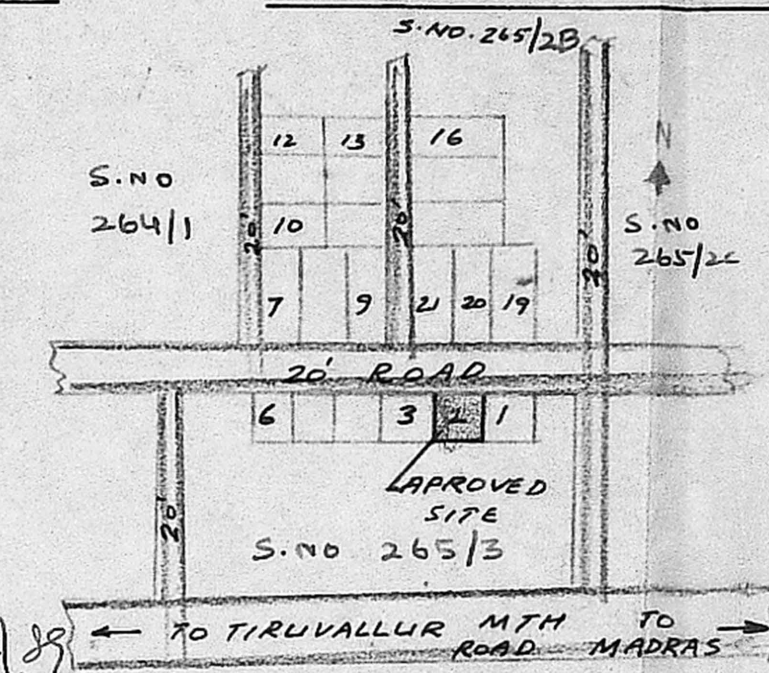 S.NO. 265/2B
12 13 16
S.NO
264/1
N
10
20'
20'
20'
S.NO
265/2C
7 9 21 20 19
20' ROAD
6 3 2 1
APROVED
SITE
20'
S.NO 265/3
89
TO TIRUVALLUR MTH ROAD TO MADRAS